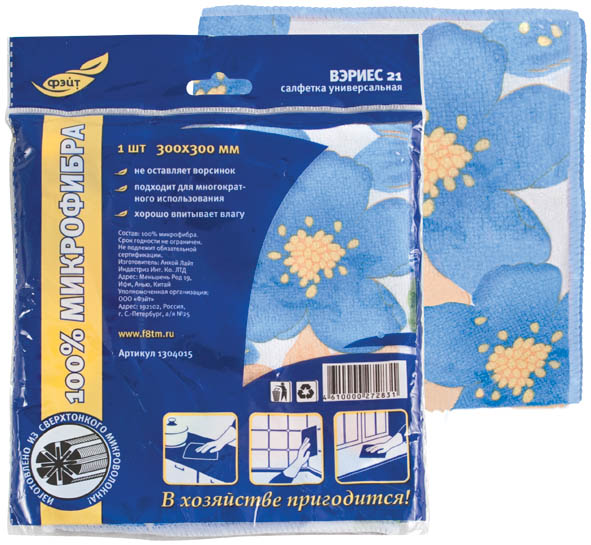 ФЭЙТ
ВЭРИЕС 21
салфетка универсальная
1 шт 300X300 мм
не оставляет ворсинок
подходит для многократ-
ного использования
хорошо впитывает влагу
Состав: 100% микрофибра.
Срок годности не ограничен.
Не подлежит обязательной
сертификации.
Изготовитель: Анхой Лайт
Индастриз Инт. Ко. ЛТД
Адрес: Меньшень Род 19,
Ифи, Анью, Китай
Уполномоченная организация:
ООО «Фэйт»
Адрес: 192102, Россия,
г. С.-Петербург, а/я №25
www.f8tm.ru
Артикул 1304015
100% МИКРОФИБРА
4610000272831
ИЗГОТОВЛЕНО ИЗ СВЕРХТОНКОГО МИКРОВОЛОКНА!
В хозяйстве пригодится!